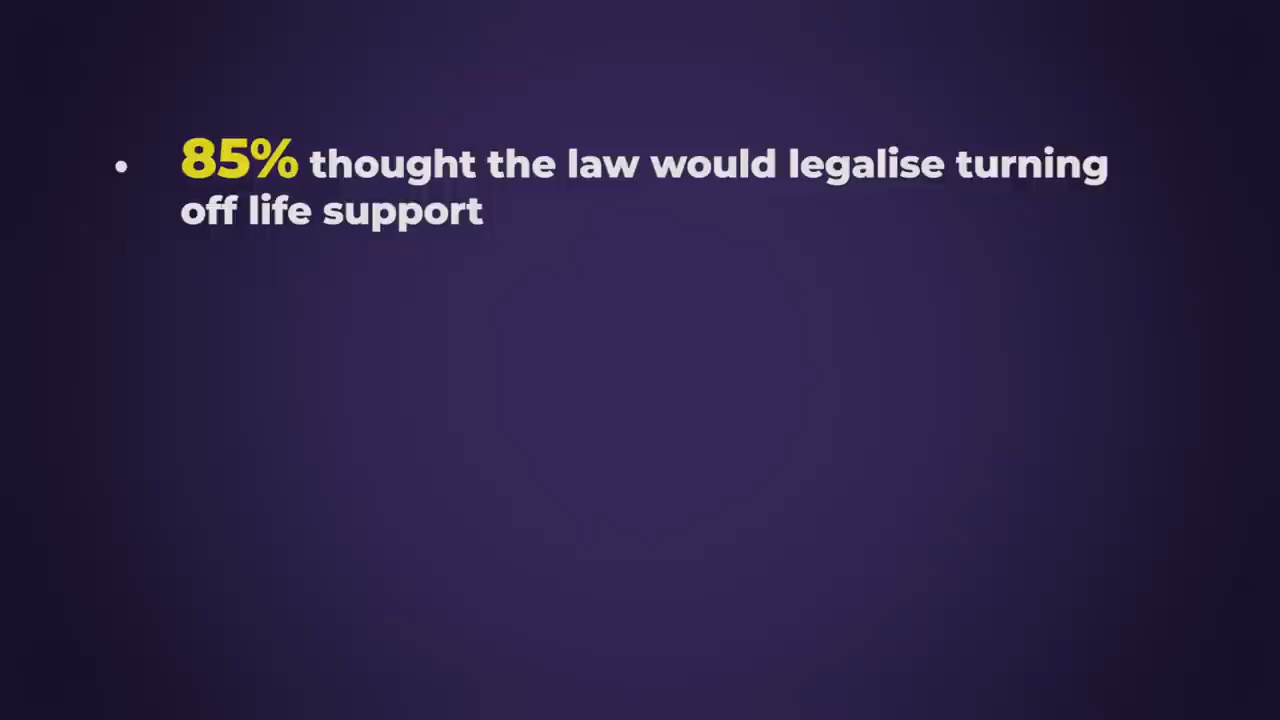 • 85% thought the law would legalise turning
off life support